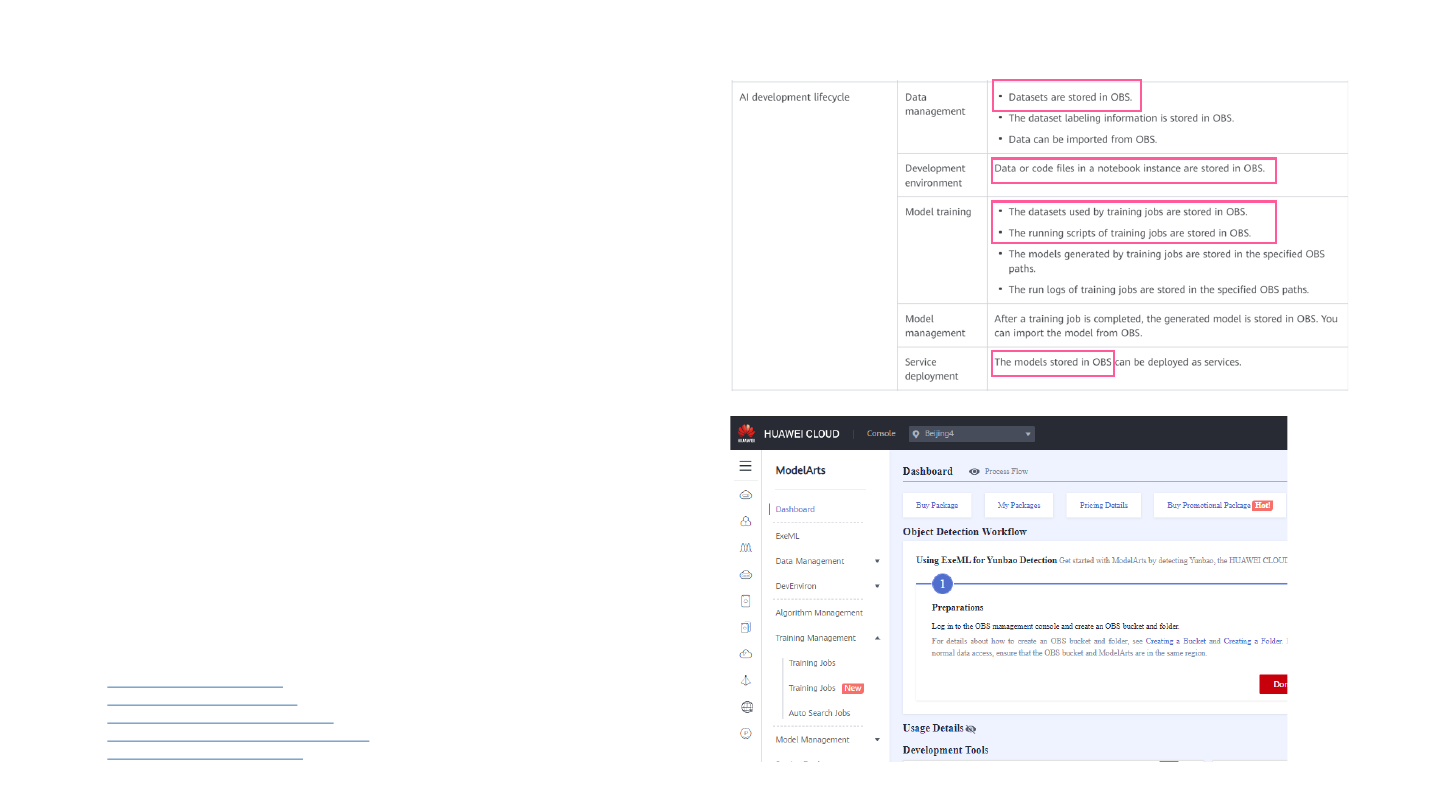 AI development lifecycle
Data
management
• Datasets are stored in OBS.
• The dataset labeling information is stored in OBS.
• Data can be imported from OBS.
Development
environment
Data or code files in a notebook instance are stored in OBS.
Model training
• The datasets used by training jobs are stored in OBS.
• The running scripts of training jobs are stored in OBS.
• The models generated by training jobs are stored in the specified OBS
paths.
• The run logs of training jobs are stored in the specified OBS paths.
Model
management
After a training job is completed, the generated model is stored in OBS. You
can import the model from OBS.
Service
deployment
The models stored in OBS can be deployed as services.
HUAWEI
HUAWEI CLOUD
Console
Beijing4
ModelArts
Dashboard
ExeML
Data Management
DevEnviron
Algorithm Management
Training Management
Training Jobs
Training Jobs New
Auto Search Jobs
Model Management
Dashboard
Process Flow
Buy Package
My Packages
Pricing Details
Buy Promotional Package Hot!
Object Detection Workflow
Using ExeML for Yunbao Detection Get started with ModelArts by detecting Yunbao, the HUAWEI CLOUD
1
Preparations
Log in to the OBS management console and create an OBS bucket and folder.
For details about how to create an OBS bucket and folder, see Creating a Bucket and Creating a Folder.
normal data access, ensure that the OBS bucket and ModelArts are in the same region.
Usage Details
Development Tools